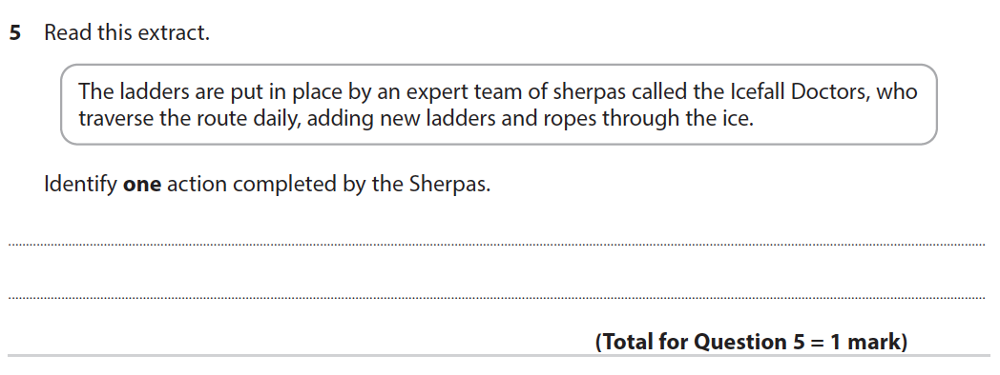 5 Read this extract.
The ladders are put in place by an expert team of sherpas called the Icefall Doctors, who
traverse the route daily, adding new ladders and ropes through the ice.
Identify one action completed by the Sherpas.
(Total for Question 5 = 1 mark)